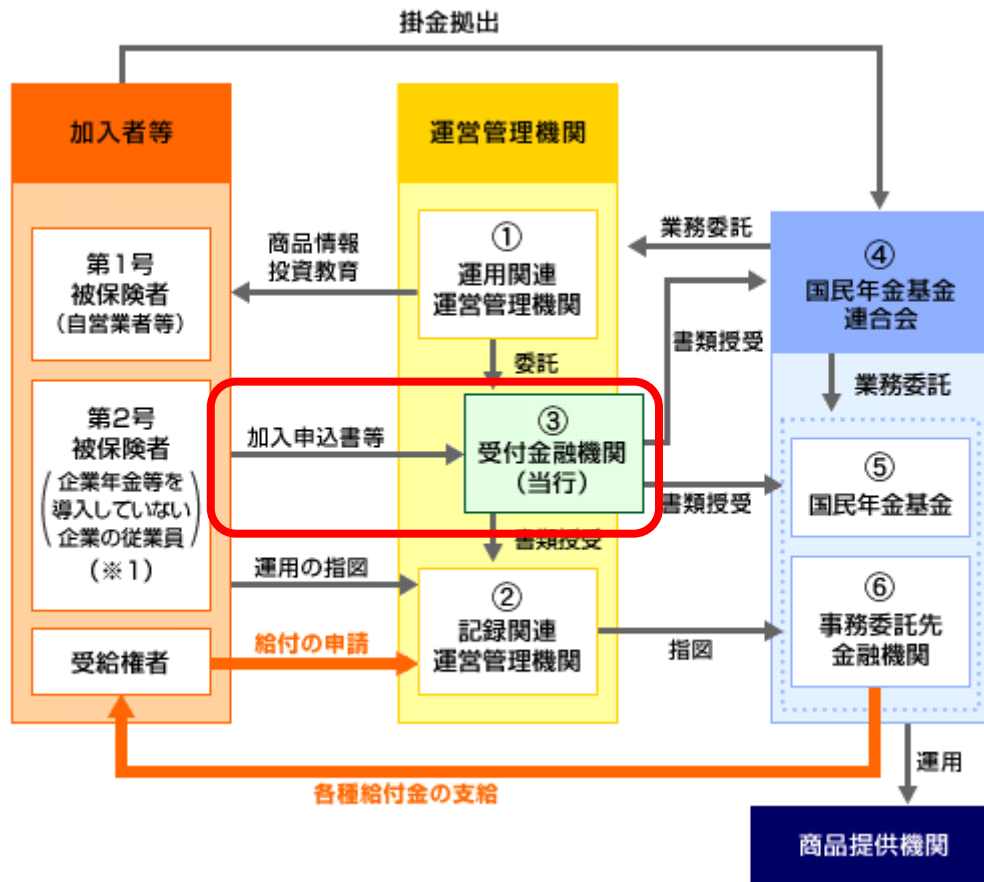 掛金拠出
加入者等
運営管理機関
第1号
被保険者
(自営業者等)
商品情報
投資教育
①
運用関連
運営管理機関
業務委託
④
国民年金基金
連合会
書類授受
委託
業務委託
第2号
被保険者
(企業年金等を
導入していない
企業の従業員)
(※1)
加入申込書等
③
受付金融機関
(当行)
書類授受
⑤
国民年金基金
書類授受
運用の指図
②
記録関連
運営管理機関
指図
⑥
事務委託先
金融機関
受給権者
給付の申請
各種給付金の支給
運用
商品提供機関